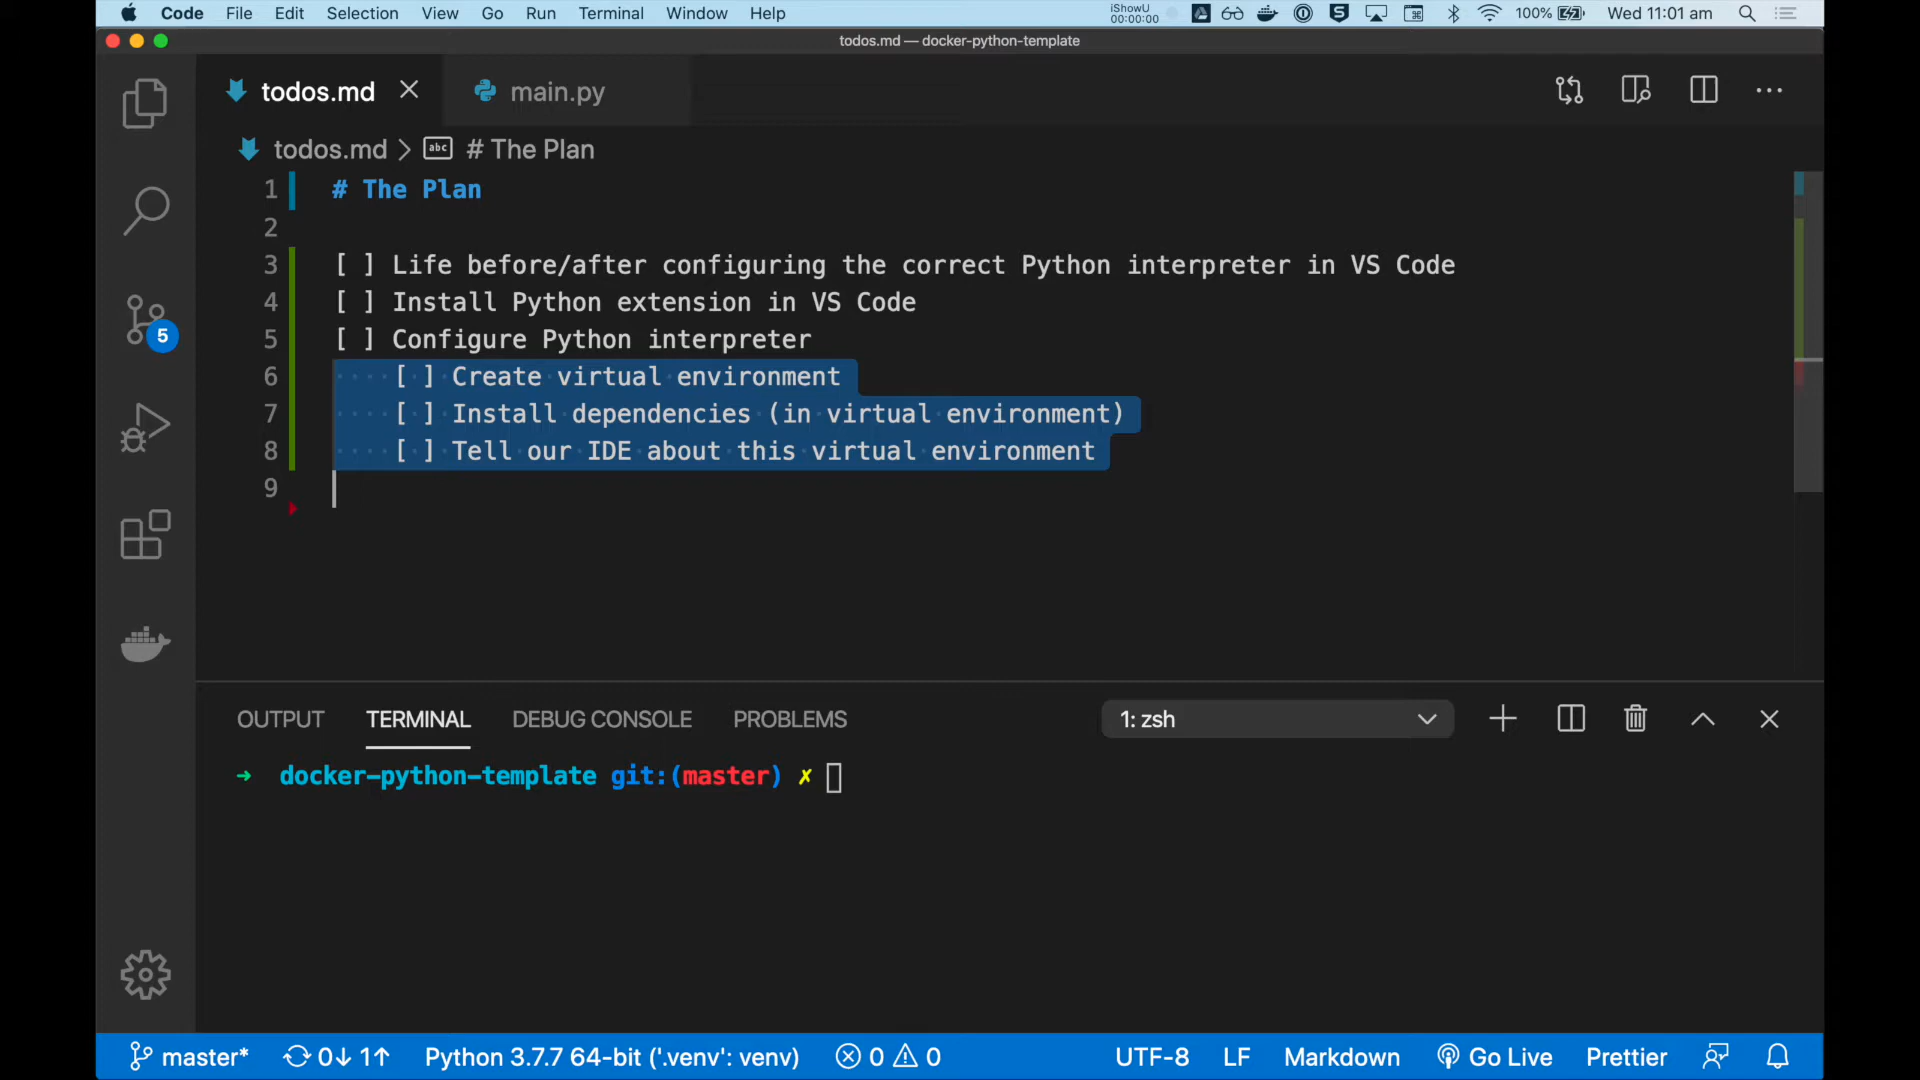 Code File Edit Selection View Go Run Terminal Window Help iShowU 00:00:00 100% Wed 11:01 am
todos.md — docker-python-template
todos.md main.py
todos.md > abc # The Plan
1 # The Plan
2
3 [ ] Life before/after configuring the correct Python interpreter in VS Code
4 [ ] Install Python extension in VS Code
5 [ ] Configure Python interpreter
6 [ ] Create virtual environment
7 [ ] Install dependencies (in virtual environment)
8 [ ] Tell our IDE about this virtual environment
9
5
OUTPUT TERMINAL DEBUG CONSOLE PROBLEMS 1: zsh
➜ docker-python-template git:(master) ✗
master* 0↓ 1↑ Python 3.7.7 64-bit ('.venv': venv) 0 0 UTF-8 LF Markdown Go Live Prettier